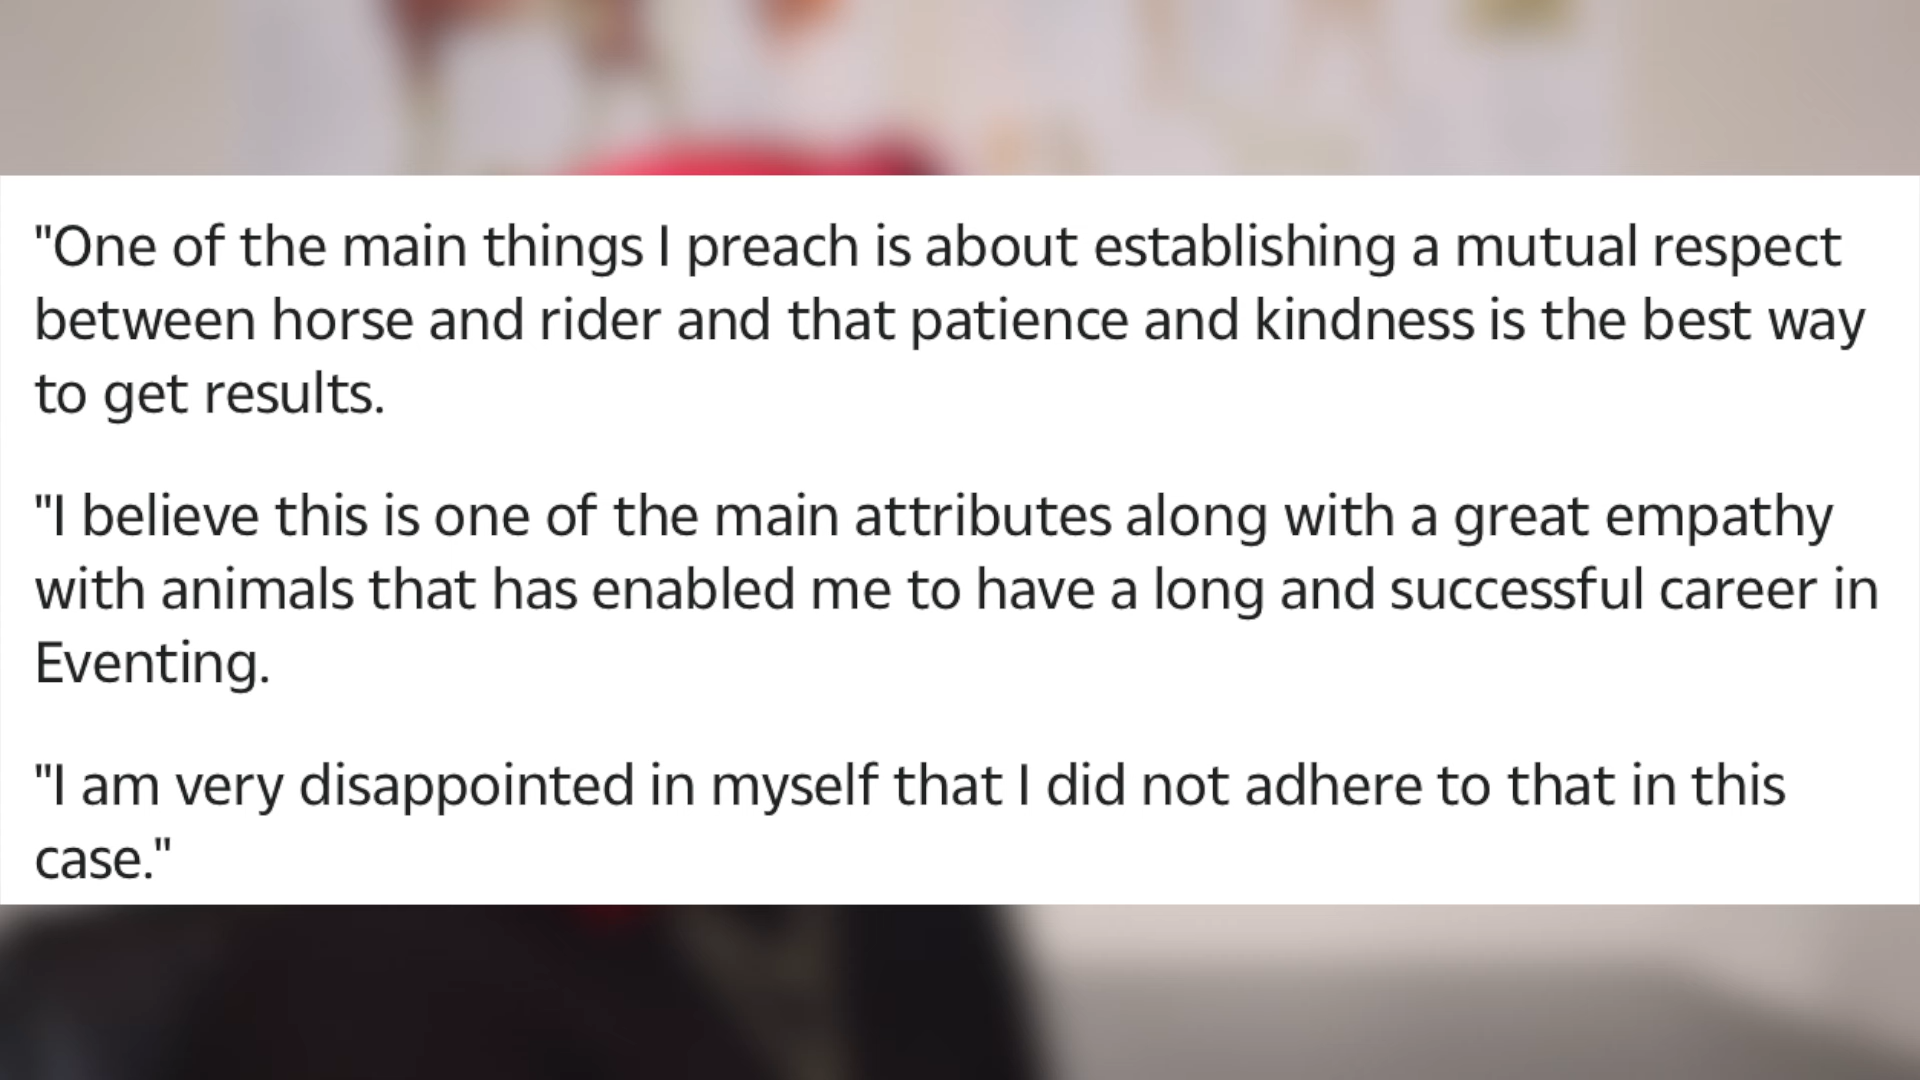 "One of the main things I preach is about establishing a mutual respect
between horse and rider and that patience and kindness is the best way
to get results.
"I believe this is one of the main attributes along with a great empathy
with animals that has enabled me to have a long and successful career in
Eventing.
"I am very disappointed in myself that I did not adhere to that in this
case."